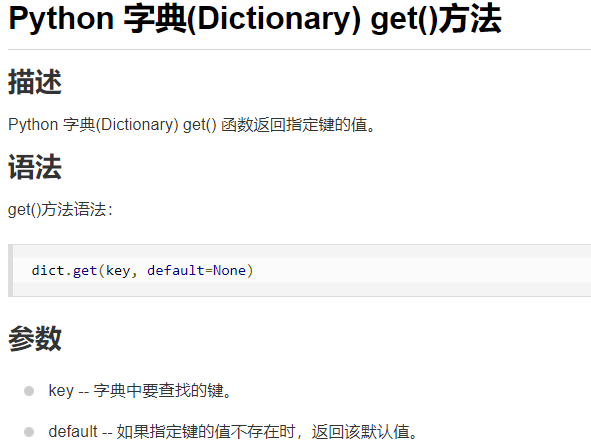 Python 字典(Dictionary) get()方法
描述
Python 字典(Dictionary) get() 函数返回指定键的值。
语法
get()方法语法：
dict.get(key, default=None)
参数
key -- 字典中要查找的键。
default -- 如果指定键的值不存在时，返回该默认值。